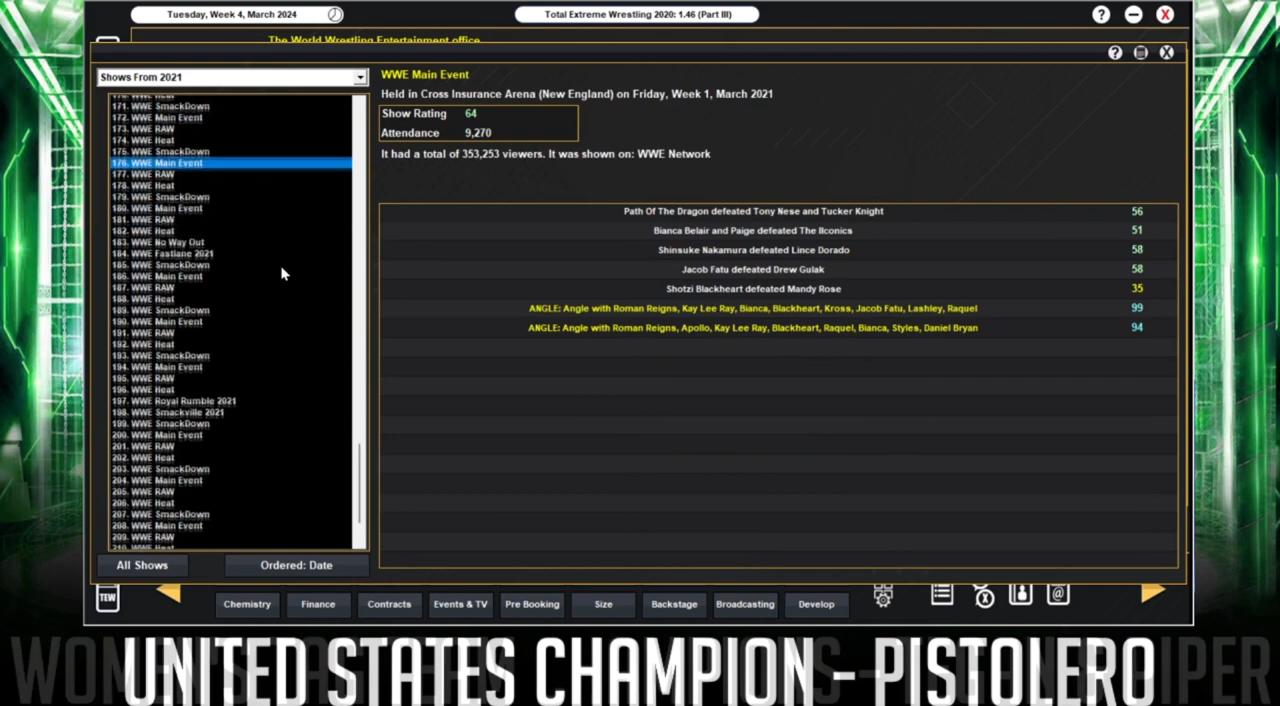 Tuesday, Week 4, March 2024
Total Extreme Wrestling 2020: 1.46 (Part III)
The World Wrestling Entertainment office
Shows From 2021
170. WWE Heat
171. WWE SmackDown
172. WWE Main Event
173. WWE RAW
174. WWE Heat
175. WWE SmackDown
176. WWE Main Event
177. WWE RAW
178. WWE Heat
179. WWE SmackDown
180. WWE Main Event
181. WWE RAW
182. WWE Heat
183. WWE No Way Out
184. WWE Fastlane 2021
185. WWE SmackDown
186. WWE Main Event
187. WWE RAW
188. WWE Heat
189. WWE SmackDown
190. WWE Main Event
191. WWE RAW
192. WWE Heat
193. WWE SmackDown
194. WWE Main Event
195. WWE RAW
196. WWE Heat
197. WWE Royal Rumble 2021
198. WWE Smackville 2021
199. WWE SmackDown
200. WWE Main Event
201. WWE RAW
202. WWE Heat
203. WWE SmackDown
204. WWE Main Event
205. WWE RAW
206. WWE Heat
207. WWE SmackDown
208. WWE Main Event
209. WWE RAW
210. WWE Heat
All Shows
Ordered: Date
WWE Main Event
Held in Cross Insurance Arena (New England) on Friday, Week 1, March 2021
Show Rating 64
Attendance 9,270
It had a total of 353,253 viewers. It was shown on: WWE Network
Path Of The Dragon defeated Tony Nese and Tucker Knight 56
Bianca Belair and Paige defeated The IIconics 51
Shinsuke Nakamura defeated Lince Dorado 58
Jacob Fatu defeated Drew Gulak 58
Shotzi Blackheart defeated Mandy Rose 35
ANGLE: Angle with Roman Reigns, Kay Lee Ray, Bianca, Blackheart, Kross, Jacob Fatu, Lashley, Raquel 99
ANGLE: Angle with Roman Reigns, Apollo, Kay Lee Ray, Blackheart, Raquel, Bianca, Styles, Daniel Bryan 94
TEW
Chemistry
Finance
Contracts
Events & TV
Pre Booking
Size
Backstage
Broadcasting
Develop
UNITED STATES CHAMPION - PISTOLERO